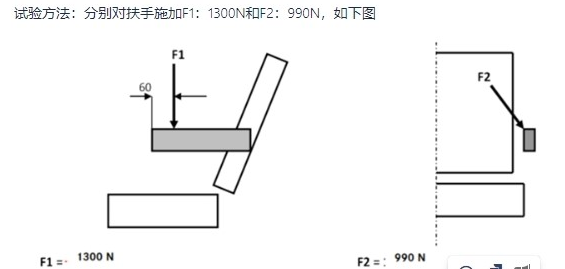 试验方法：分别对扶手施加F1：1300N和F2：990N，如下图
F1
60
F2
F1 =· 1300 N
F2 = : 990 N